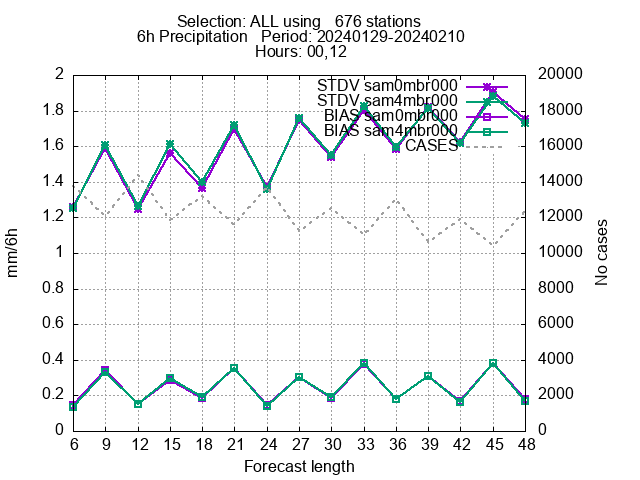 Selection: ALL using   676 stations
6h Precipitation   Period: 20240129-20240210
Hours: 00,12
2 20000
STDV sam0mbr000
1.8 STDV sam4mbr000 18000
BIAS sam0mbr000
BIAS sam4mbr000
1.6 CASES 16000
1.4 14000
1.2 12000
mm/6h 1 10000 No cases
0.8 8000
0.6 6000
0.4 4000
0.2 2000
0 0
6 9 12 15 18 21 24 27 30 33 36 39 42 45 48
Forecast length